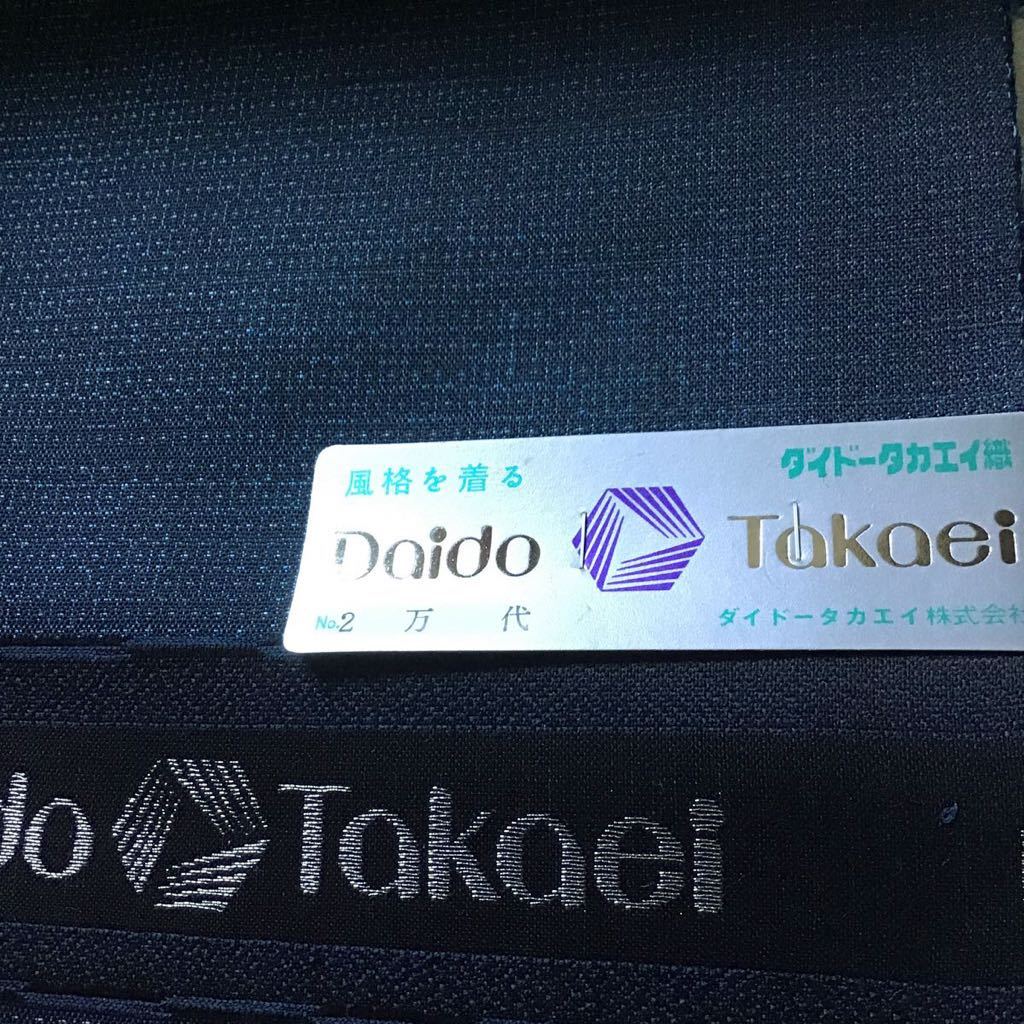 風格を着る
ダイドータカエイ織
Daido Takaei
No.2 万代
ダイドータカエイ株式会社
do Takaei